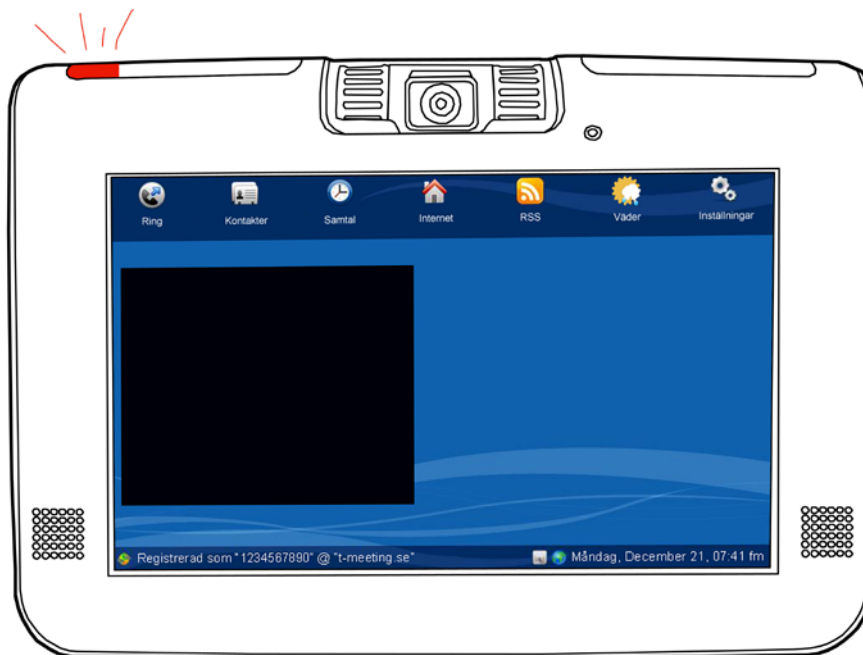 Ring
Kontakter
Samtal
Internet
RSS
Väder
Inställningar
Registrerad som "1234567890" @ "t-meeting.se"
Måndag, December 21, 07:41 fm